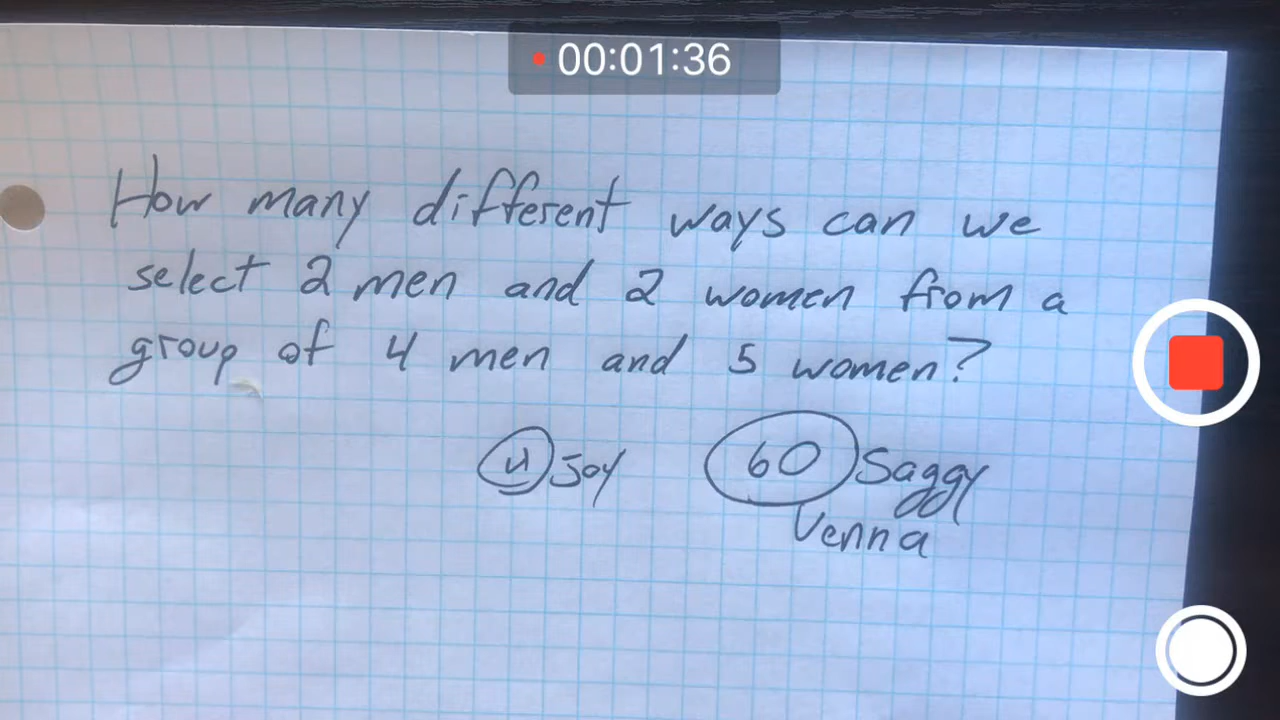 00:01:36
How many different ways can we
select 2 men and 2 women from a
group of 4 men and 5 women?
4 Joy 60 Saggy
Venna